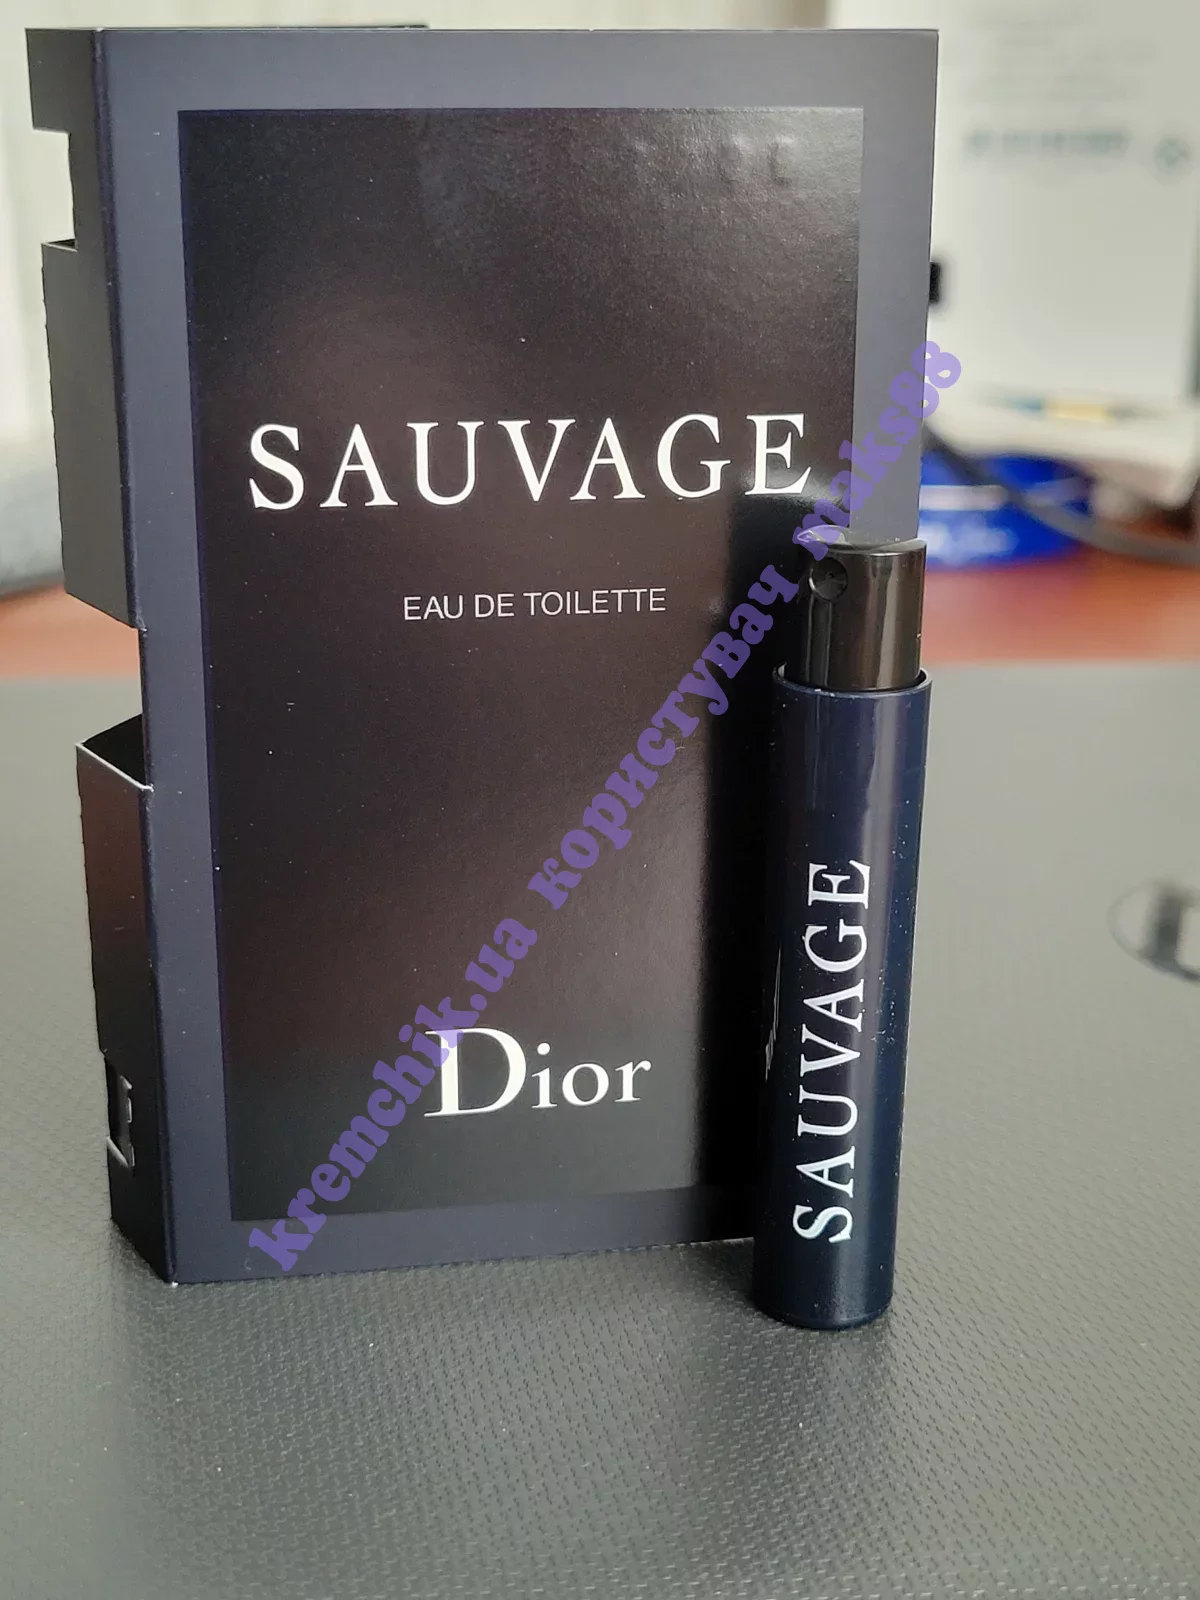 SAUVAGE
EAU DE TOILETTE
Dior
SAUVAGE
kremchik.ua користувач maks88